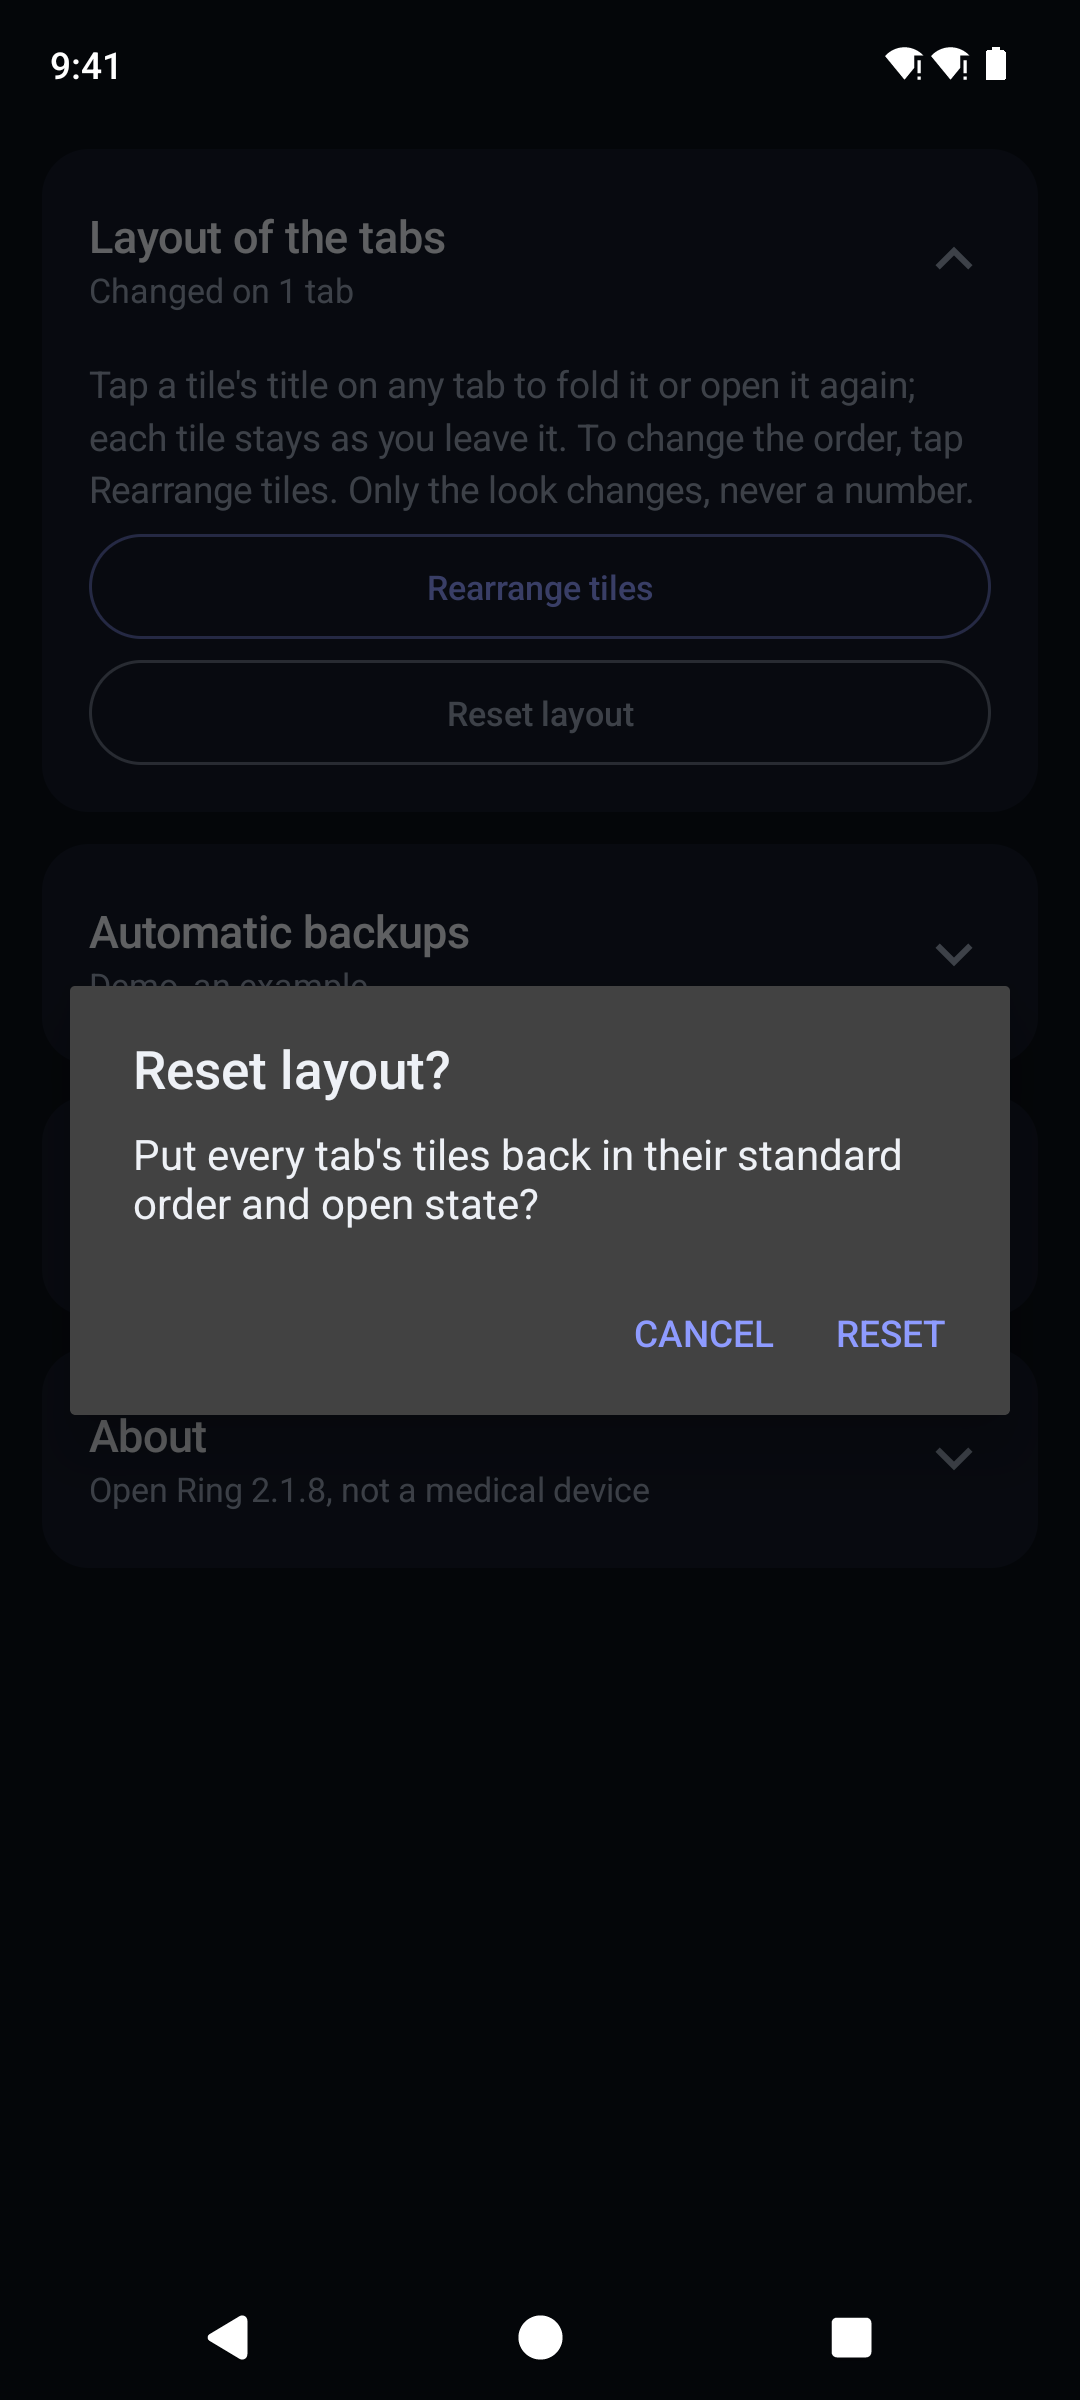 9:41
Layout of the tabs
Changed on 1 tab
Tap a tile's title on any tab to fold it or open it again;
each tile stays as you leave it. To change the order, tap
Rearrange tiles. Only the look changes, never a number.
Rearrange tiles
Reset layout
Automatic backups
Demo, an example
Reset layout?
Put every tab's tiles back in their standard
order and open state?
CANCEL
RESET
About
Open Ring 2.1.8, not a medical device